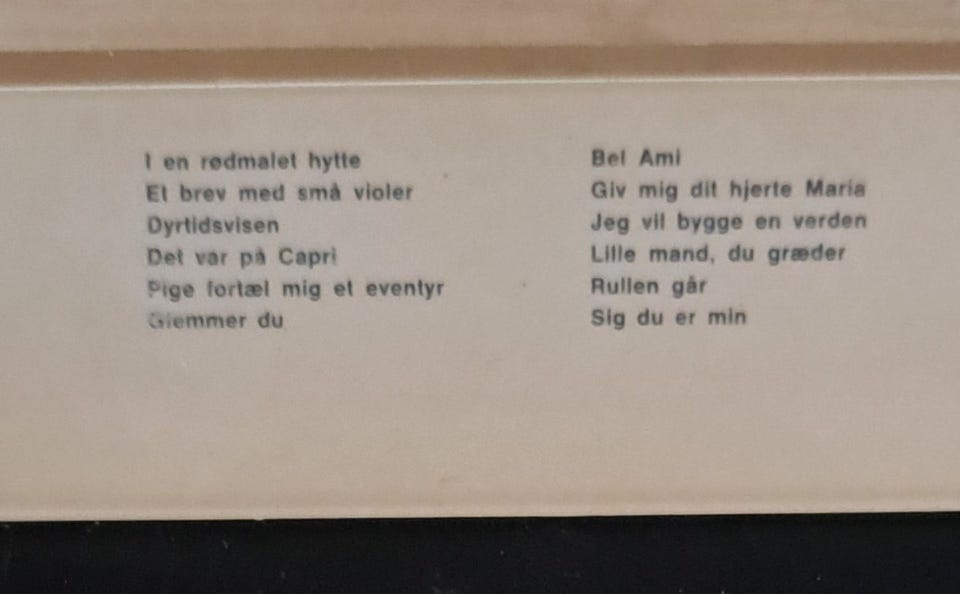 I en rødmalet hytte
Et brev med små violer
Dyrtidsvisen
Det var på Capri
Pige fortæl mig et eventyr
Glemmer du
Bel Ami
Giv mig dit hjerte Maria
Jeg vil bygge en verden
Lille mand, du græder
Rullen går
Sig du er min